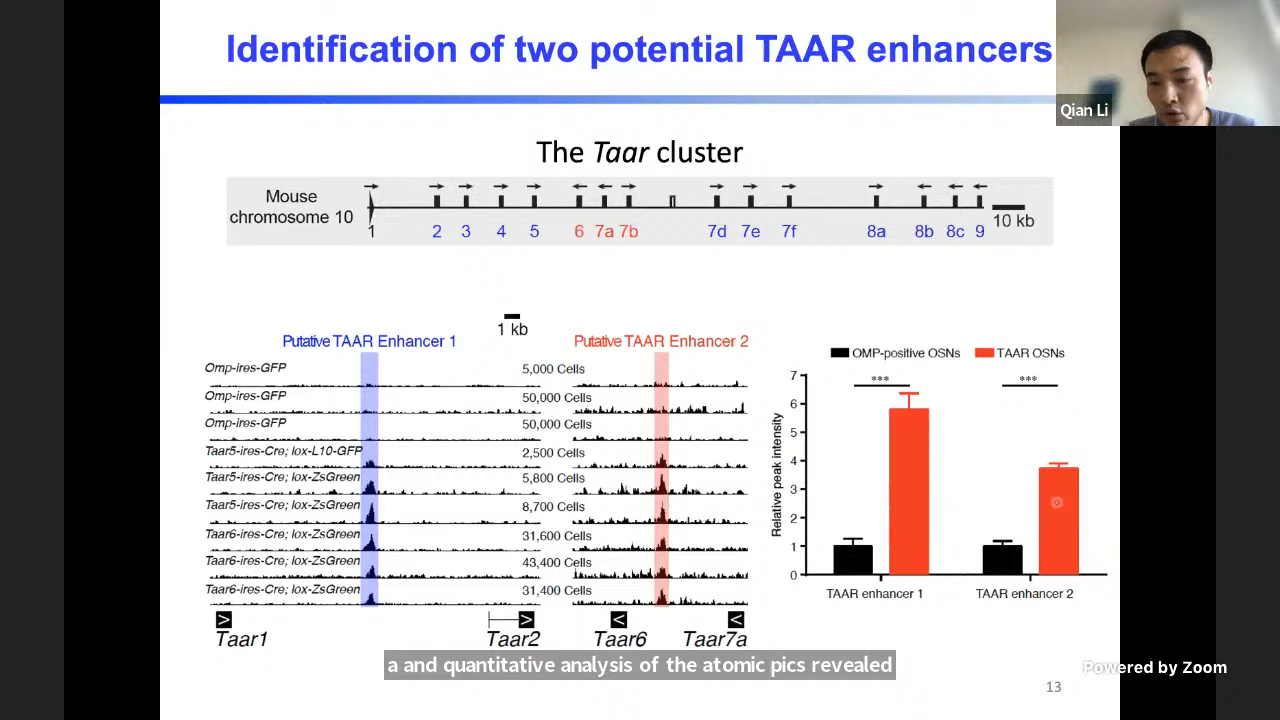 Identification of two potential TAAR enhancers
Qian Li
The Taar cluster
Mouse
chromosome 10
10 kb
1 2 3 4 5 6 7a 7b 7d 7e 7f 8a 8b 8c 9
1 kb
Putative TAAR Enhancer 1
Putative TAAR Enhancer 2
Omp-ires-GFP 5,000 Cells
Omp-ires-GFP 50,000 Cells
Omp-ires-GFP 50,000 Cells
Taar5-ires-Cre; lox-L10-GFP 2,500 Cells
Taar5-ires-Cre; lox-ZsGreen 5,800 Cells
Taar5-ires-Cre; lox-ZsGreen 8,700 Cells
Taar6-ires-Cre; lox-ZsGreen 31,600 Cells
Taar6-ires-Cre; lox-ZsGreen 43,400 Cells
Taar6-ires-Cre; lox-ZsGreen 31,400 Cells
Taar1 Taar2 Taar6 Taar7a
OMP-positive OSNs TAAR OSNs
*** ***
Relative peak intensity
7
6
5
4
3
2
1
0
TAAR enhancer 1 TAAR enhancer 2
a and quantitative analysis of the atomic pics revealed
Powered by Zoom
13